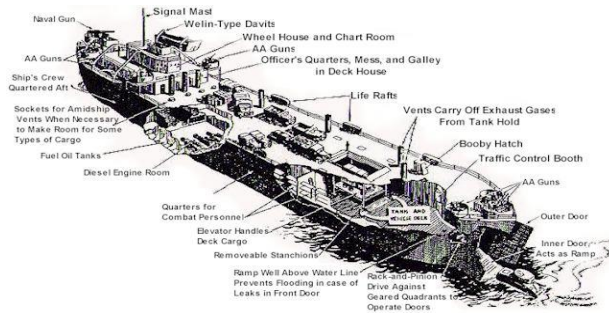 Signal Mast
Naval Gun
Welin-Type Davits
Wheel House and Chart Room
AA Guns
AA Guns
Officer's Quarters, Mess, and Galley
in Deck House
Ship's Crew
Quartered Aft
Life Rafts
Sockets for Amidship
Vents When Necessary
to Make Room for Some
Types of Cargo
Vents Carry Off Exhaust Gases
From Tank Hold
Fuel Oil Tanks
Booby Hatch
Diesel Engine Room
Traffic Control Booth
AA Guns
Quarters for
Combat Personnel
TANK AND
VEHICLE DECK
Outer Door
Elevator Handles
Deck Cargo
Removeable Stanchions
Inner Door,
Acts as Ramp
Ramp Well Above Water Line
Prevents Flooding in case of
Leaks in Front Door
Rack-and-Pinion
Drive Against
Geared Quadrants to
Operate Doors